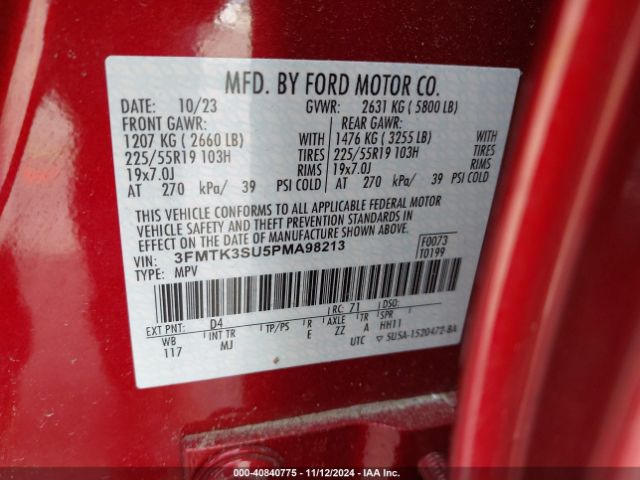 MFD. BY FORD MOTOR CO.
DATE: 10/23 GVWR: 2631 KG ( 5800 LB)
FRONT GAWR: REAR GAWR:
1207 KG ( 2660 LB) WITH 1476 KG ( 3255 LB) WITH
225/55R19 103H TIRES 225/55R19 103H TIRES
19x7.0J RIMS 19x7.0J RIMS
AT 270 kPa/ 39 PSI COLD AT 270 kPa/ 39 PSI COLD
THIS VEHICLE CONFORMS TO ALL APPLICABLE FEDERAL MOTOR
VEHICLE SAFETY AND THEFT PREVENTION STANDARDS IN
EFFECT ON THE DATE OF MANUFACTURE SHOWN ABOVE.
VIN: 3FMTK3SU5PMA98213 F0073
TYPE: MPV T0199
EXT PNT: D4 RC: 71 DSO:
WB INT TR TP/PS R AXLE TR SPR
117 MJ E ZZ A HH11
UTC ▽ 5U5A-1520472-BA
000-40840775 - 11/12/2024 - IAA Inc.